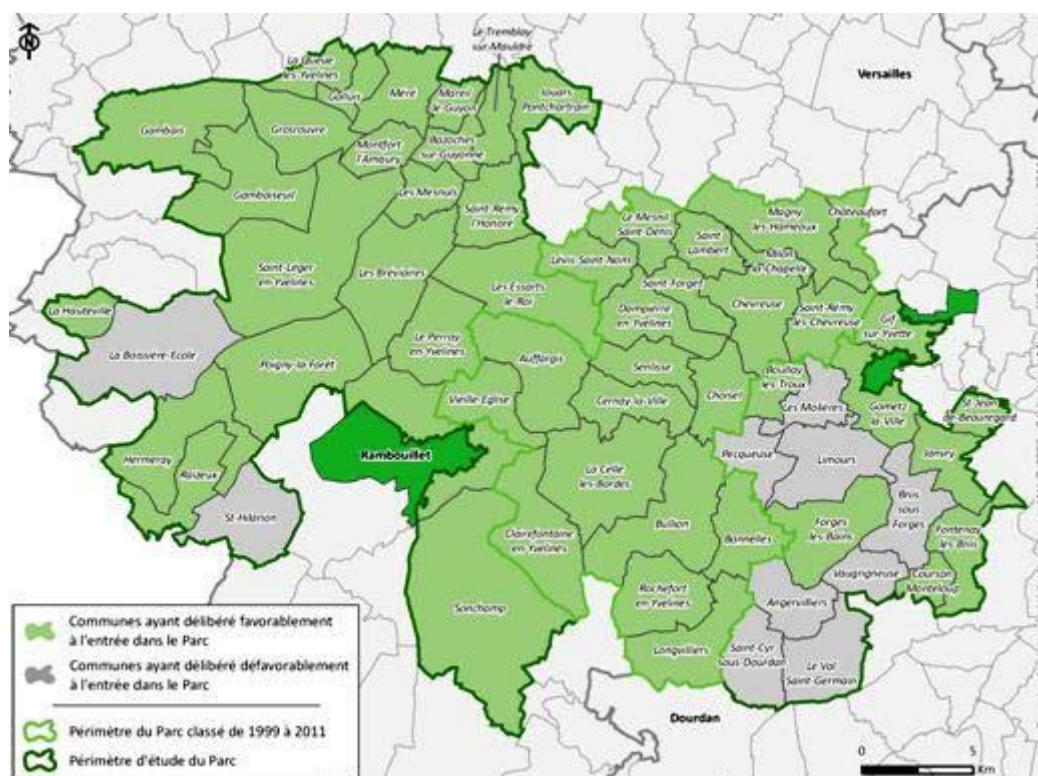 Le Tremblay
sur Mauldre
La Queue
les-Yvelines
Galluis
Méré
Mareil
le-Guyon
Jouars
Pontchartrain
Versailles
Gambais
Grosrouvre
Montfort
l'Amaury
Bazoches
sur-Guyonne
Gambaiseuil
Les Mesnuls
Saint-Rémy
l'Honoré
Le Mesnil
Saint-Denis
Saint
Lambert
Magny
les-Hameaux
Châteaufort
Milon
la-Chapelle
Lévis-Saint-Nom
Saint-Léger
en-Yvelines
Les Bréviaires
Les Essarts
le-Roi
Saint-Forget
Dampierre
en-Yvelines
Chevreuse
Saint-Rémy
lès-Chevreuse
Gif
sur-Yvette
La Hauteville
La Boissière-Ecole
Poigny-la-Forêt
Le Perray
en-Yvelines
Auffargis
Senlisse
Choisel
Boullay
les-Troux
Les Molières
Gometz
la-Ville
St-Jean
de-Beauregard
Vieille-Eglise
Cernay-la-Ville
Rambouillet
Hermeray
Raizeux
St-Hilarion
La Celle
les-Bordes
Pecqueuse
Limours
Janvry
Briis
sous
Forges
Clairefontaine
en-Yvelines
Bullion
Bonnelles
Forges
les-Bains
Fontenay
les-Briis
Vaugrigneuse
Courson
Monteloup
Sonchamp
Rochefort
en-Yvelines
Angervilliers
Longvilliers
Saint-Cyr
sous-Dourdan
Le Val
Saint-Germain
Dourdan
Communes ayant délibéré favorablement
à l'entrée dans le Parc
Communes ayant délibéré défavorablement
à l'entrée dans le Parc
Périmètre du Parc classé de 1999 à 2011
Périmètre d'étude du Parc
0 5
Km
N